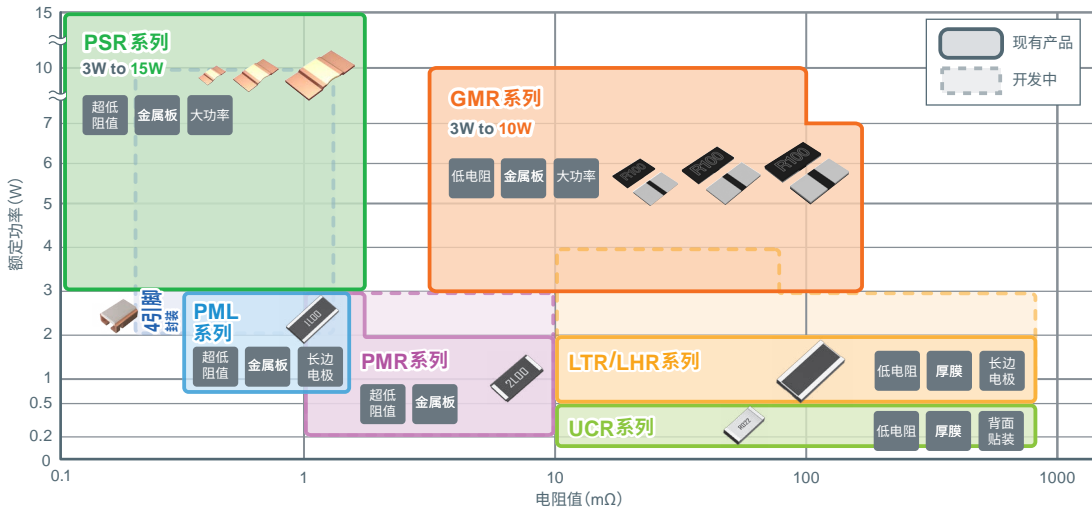 15
10
7
6
5
4
3
2
1
0.5
0.2
0
额定功率(W)
0.1
1
10
100
1000
电阻值(mΩ)
PSR系列
3W to 15W
超低
阻值
金属板
大功率
GMR系列
3W to 10W
低电阻
金属板
大功率
R100
R100
R100
现有产品
开发中
4引脚
封装
PML
系列
1L00
超低
阻值
金属板
长边
电极
PMR系列
2L00
超低
阻值
金属板
LTR/LHR系列
低电阻
厚膜
长边
电极
UCR系列
R022
低电阻
厚膜
背面
贴装